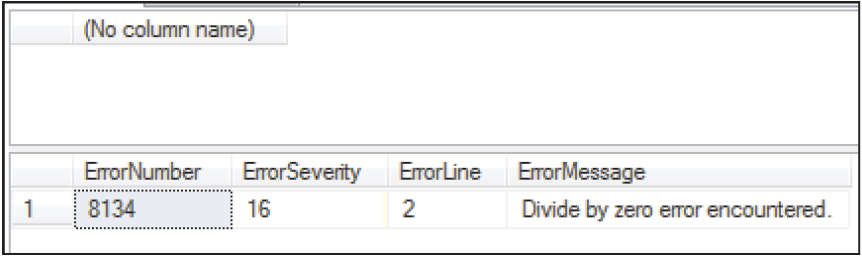 (No column name)
ErrorNumber ErrorSeverity ErrorLine ErrorMessage
1 8134 16 2 Divide by zero error encountered.